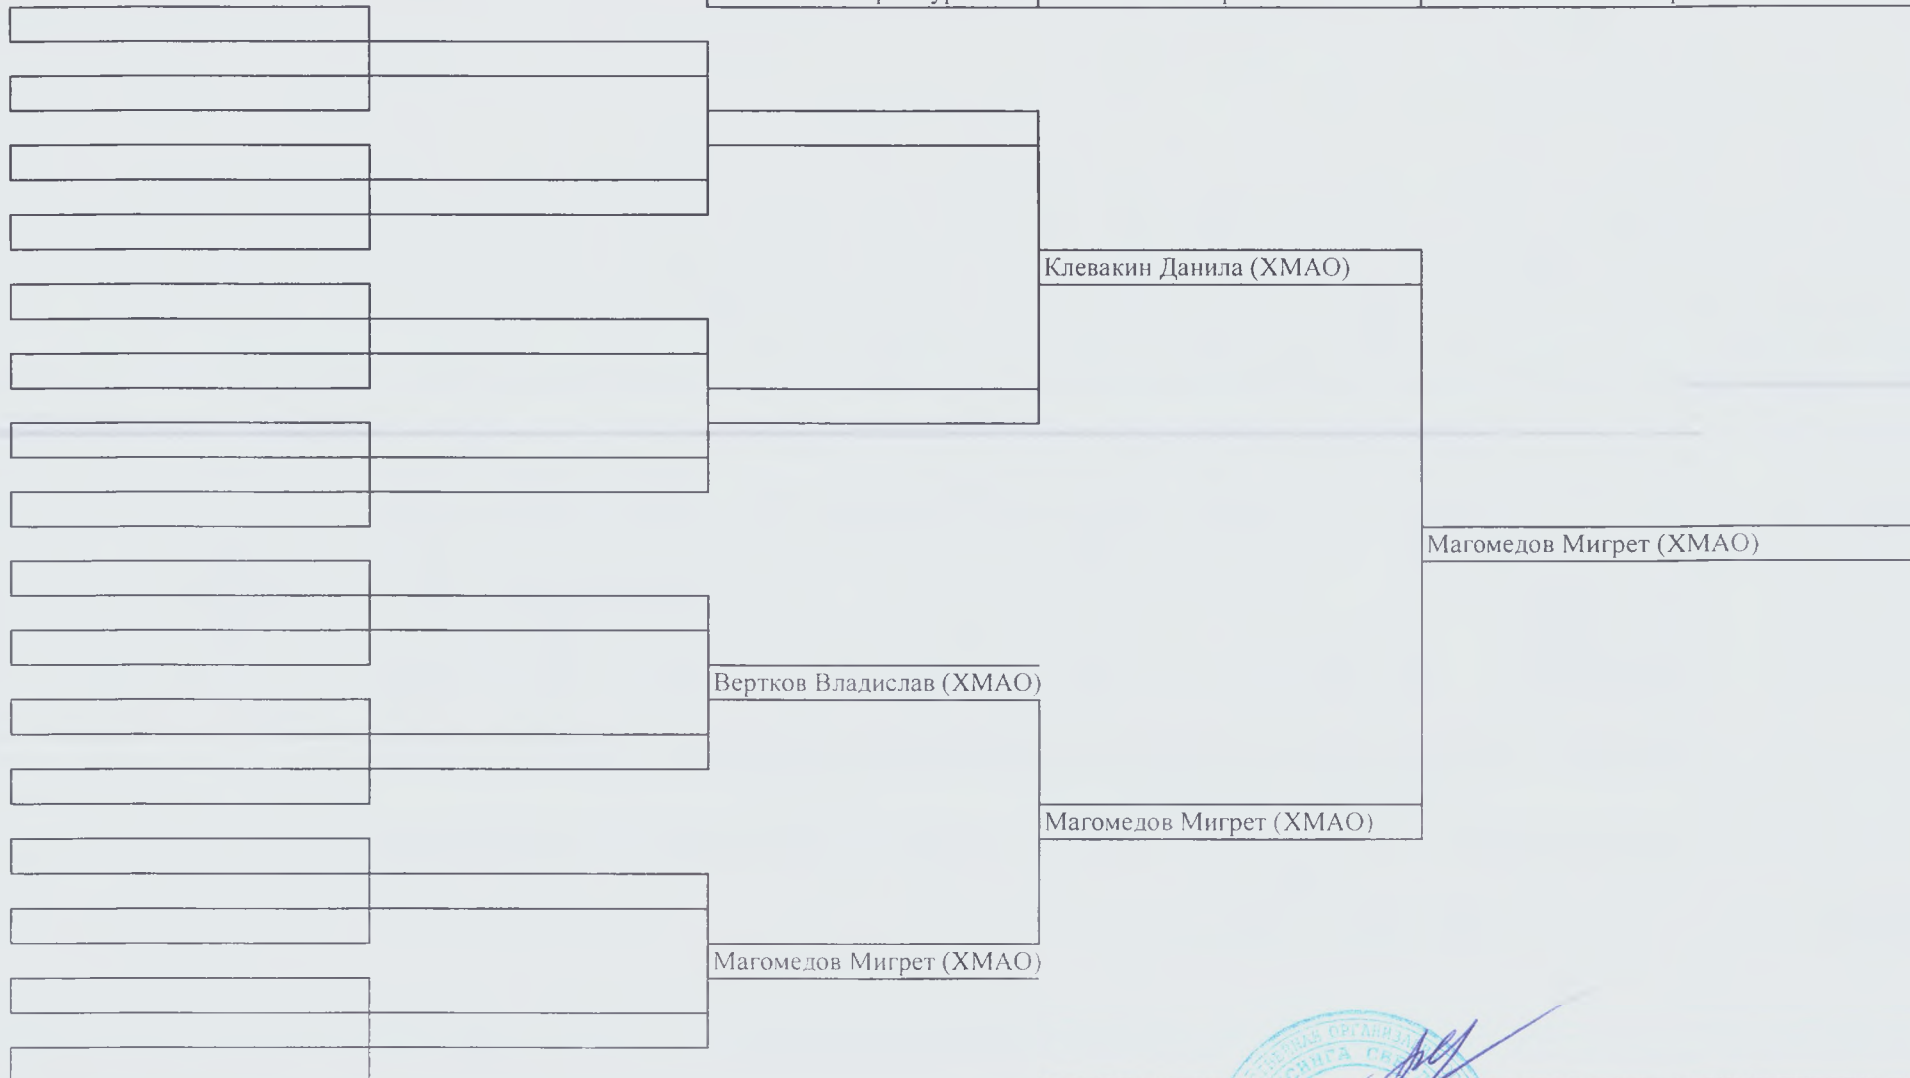 Клевакин Данила (ХМАО)
Магомедов Мигрет (ХМАО)
Вертков Владислав (ХМАО)
Магомедов Мигрет (ХМАО)
Магомедов Мигрет (ХМАО)